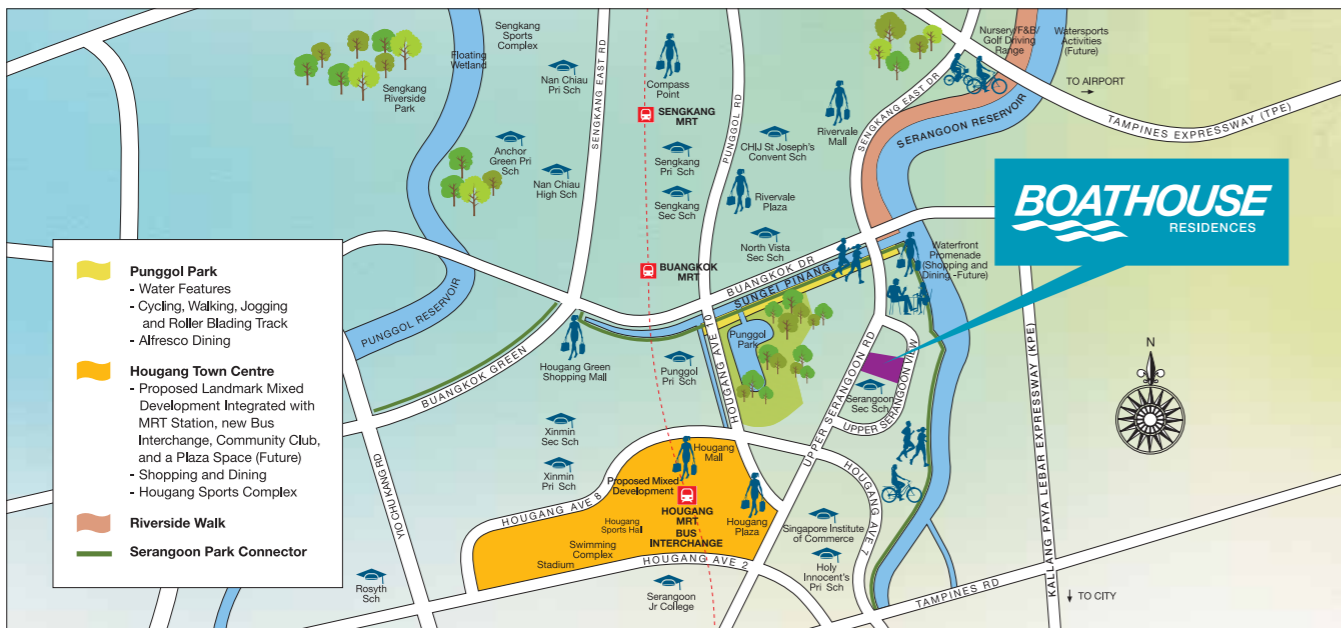 Sengkang
Sports
Complex
Floating
Wetland
Sengkang
Riverside
Park
Nan Chiau
Pri Sch
SENGKANG EAST RD
Compass
Point
SENGKANG
MRT
PUNGGOL RD
Anchor
Green Pri
Sch
Nan Chiau
High Sch
Sengkang
Pri Sch
Sengkang
Sec Sch
CHIJ St Joseph's
Convent Sch
Rivervale
Mall
Rivervale
Plaza
North Vista
Sec Sch
SENGKANG EAST DR
Nursery/F&B/
Golf Driving
Range
Watersports
Activities
(Future)
TO AIRPORT
TAMPINES EXPRESSWAY (TPE)
SERANGOON RESERVOIR
BOATHOUSE
RESIDENCES
Punggol Park
- Water Features
- Cycling, Walking, Jogging
and Roller Blading Track
- Alfresco Dining
Hougang Town Centre
- Proposed Landmark Mixed
Development Integrated with
MRT Station, new Bus
Interchange, Community Club,
and a Plaza Space (Future)
- Shopping and Dining
- Hougang Sports Complex
Riverside Walk
Serangoon Park Connector
PUNGGOL RESERVOIR
BUANGKOK GREEN
YIO CHU KANG RD
BUANGKOK
MRT
BUANGKOK DR
SUNGEI PINANG
Waterfront
Promenade
(Shopping and
Dining -Future)
Hougang Green
Shopping Mall
Punggol
Pri Sch
HOUGANG AVE 10
Punggol
Park
UPPER SERANGOON RD
Serangoon
Sec Sch
UPPER SERANGOON VIEW
KALLANG PAYA LEBAR EXPRESSWAY (KPE)
N
Xinmin
Sec Sch
Xinmin
Pri Sch
Hougang
Mall
Proposed Mixed
Development
HOUGANG AVE 8
HOUGANG
MRT
BUS
INTERCHANGE
Hougang
Plaza
Hougang
Sports Hall
Swimming
Complex
Stadium
HOUGANG AVE 2
HOUGANG AVE 7
Singapore Institute
of Commerce
Holy
Innocent's
Pri Sch
Rosyth
Sch
Serangoon
Jr College
TAMPINES RD
TO CITY